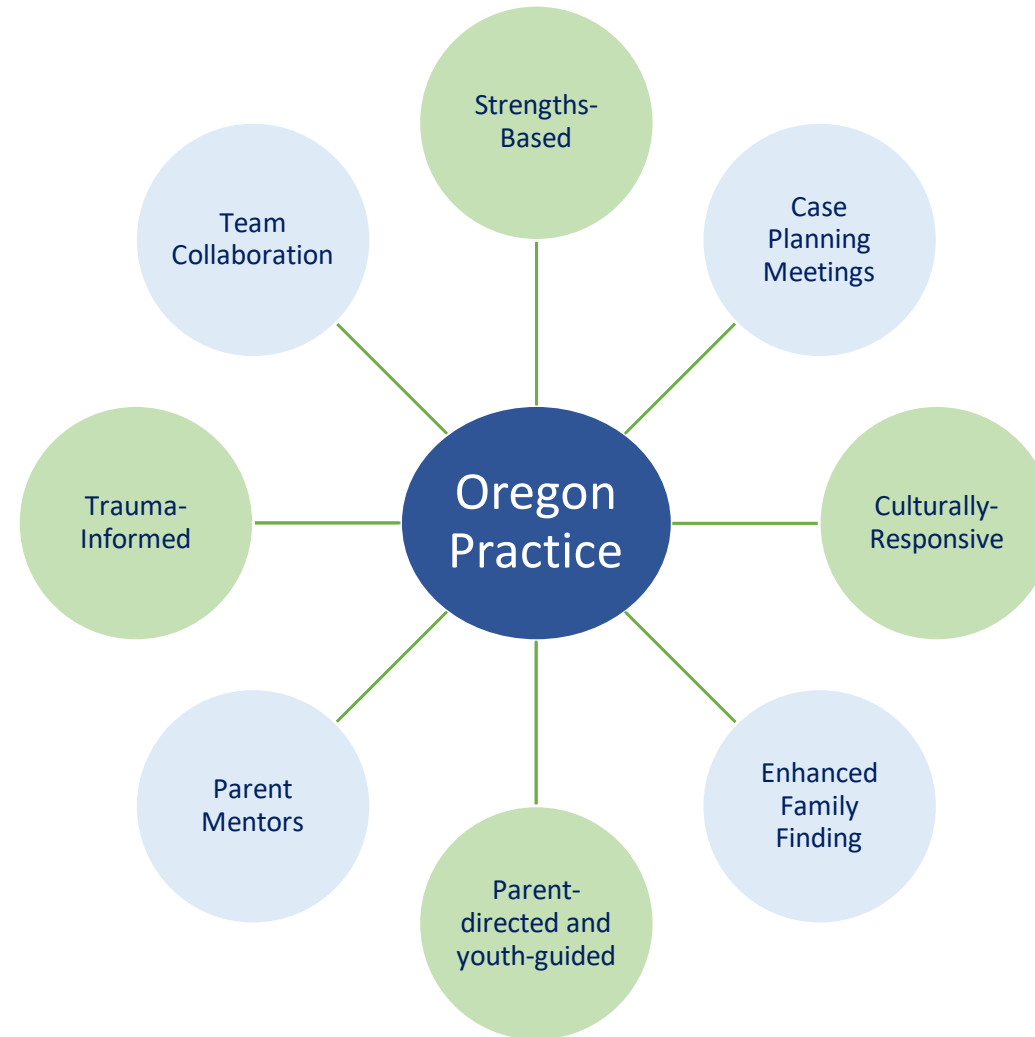 Strengths-
Based
Case
Planning
Meetings
Culturally-
Responsive
Enhanced
Family
Finding
Parent-
directed and
youth-guided
Parent
Mentors
Trauma-
Informed
Team
Collaboration
Oregon
Practice